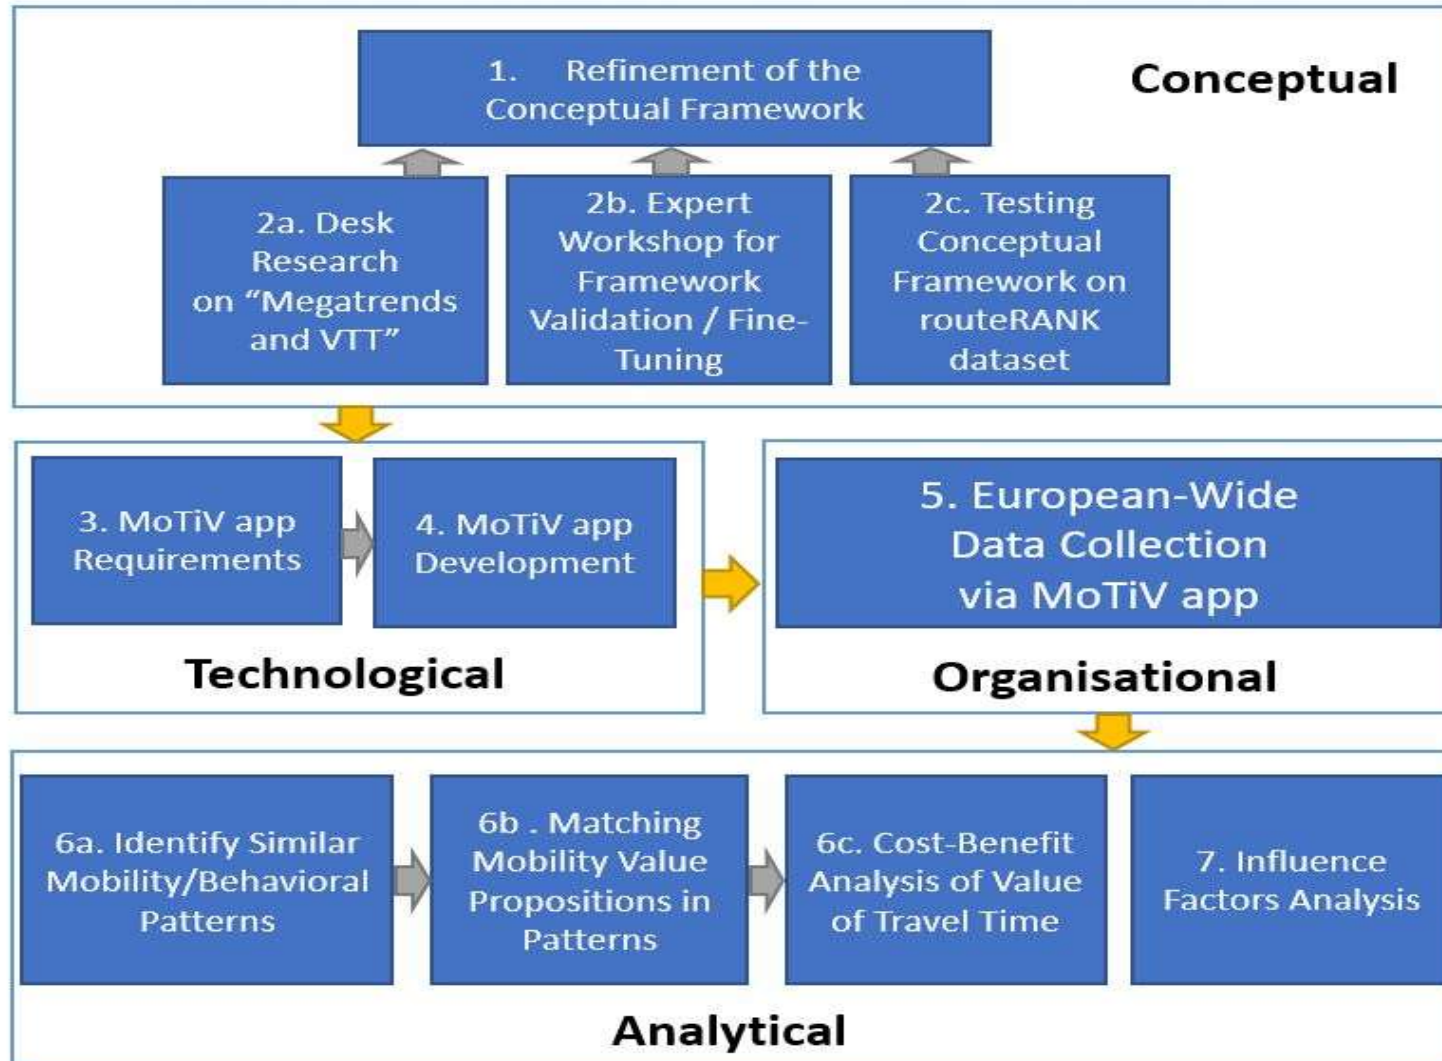 1. Refinement of the
Conceptual Framework
Conceptual
2a. Desk
Research
on “Megatrends
and VTT”
2b. Expert
Workshop for
Framework
Validation / Fine-
Tuning
2c. Testing
Conceptual
Framework on
routeRANK
dataset
3. MoTiV app
Requirements
4. MoTiV app
Development
Technological
5. European-Wide
Data Collection
via MoTiV app
Organisational
6a. Identify Similar
Mobility/Behavioral
Patterns
6b . Matching
Mobility Value
Propositions in
Patterns
6c. Cost-Benefit
Analysis of Value
of Travel Time
7. Influence
Factors Analysis
Analytical